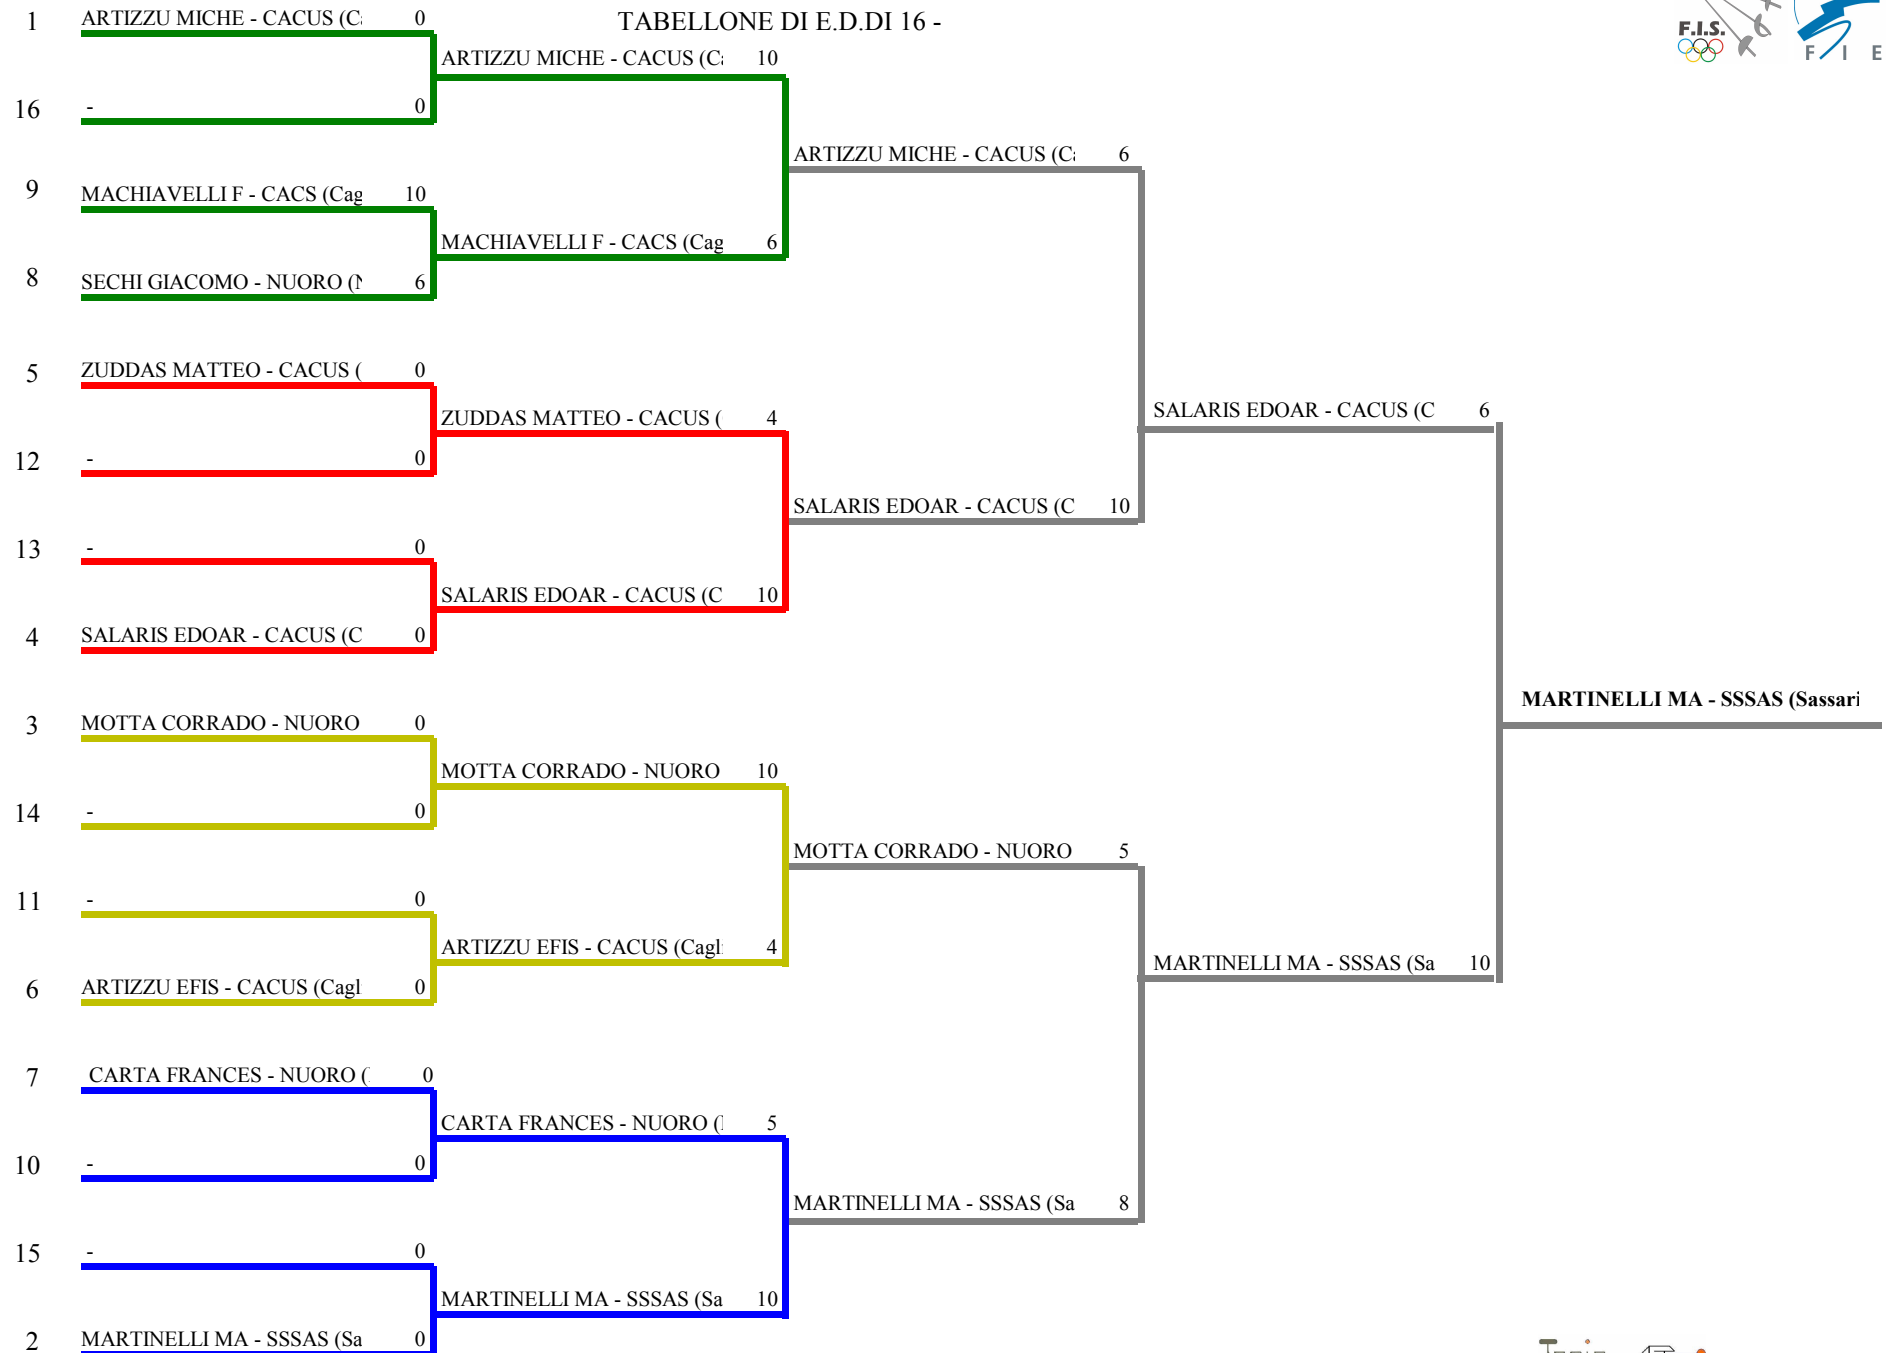 TABELLONE DI E.D.DI 16 -
F.I.S.
F I E
1 ARTIZZU MICHE - CACUS (Ca 0
ARTIZZU MICHE - CACUS (Ca 10
16 - 0
ARTIZZU MICHE - CACUS (Ca 6
9 MACHIAVELLI F - CACS (Cag 10
MACHIAVELLI F - CACS (Cag 6
8 SECHI GIACOMO - NUORO (N 6
5 ZUDDAS MATTEO - CACUS ( 0
ZUDDAS MATTEO - CACUS ( 4
SALARIS EDOAR - CACUS (C 6
12 - 0
SALARIS EDOAR - CACUS (C 10
13 - 0
SALARIS EDOAR - CACUS (C 10
4 SALARIS EDOAR - CACUS (C 0
MARTINELLI MA - SSSAS (Sassari
3 MOTTA CORRADO - NUORO 0
MOTTA CORRADO - NUORO 10
14 - 0
MOTTA CORRADO - NUORO 5
11 - 0
ARTIZZU EFIS - CACUS (Cagl 4
MARTINELLI MA - SSSAS (Sa 10
6 ARTIZZU EFIS - CACUS (Cagl 0
7 CARTA FRANCES - NUORO ( 0
CARTA FRANCES - NUORO ( 5
10 - 0
MARTINELLI MA - SSSAS (Sa 8
15 - 0
MARTINELLI MA - SSSAS (Sa 10
2 MARTINELLI MA - SSSAS (Sa 0